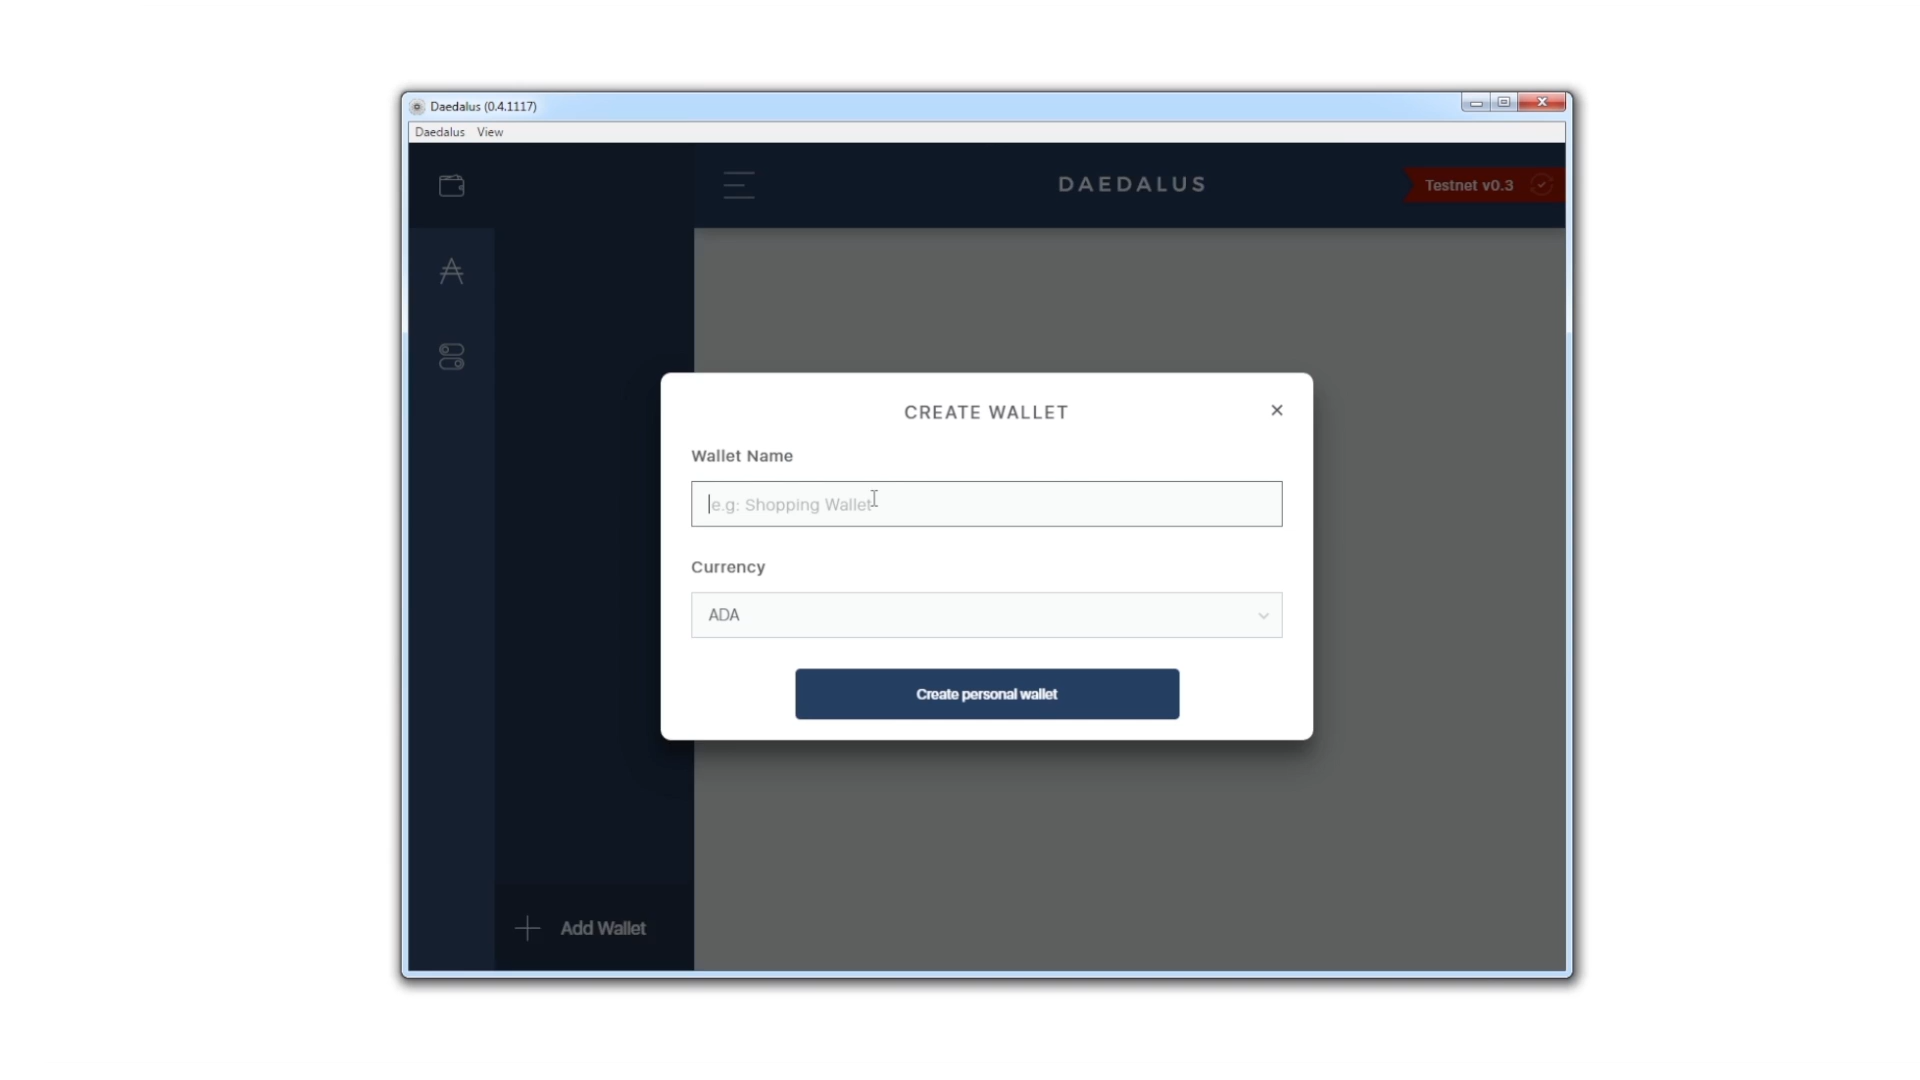 Daedalus (0.4.1117)
Daedalus View
DAEDALUS
Testnet v0.3
CREATE WALLET
Wallet Name
e.g: Shopping Wallet
Currency
ADA
Create personal wallet
Add Wallet